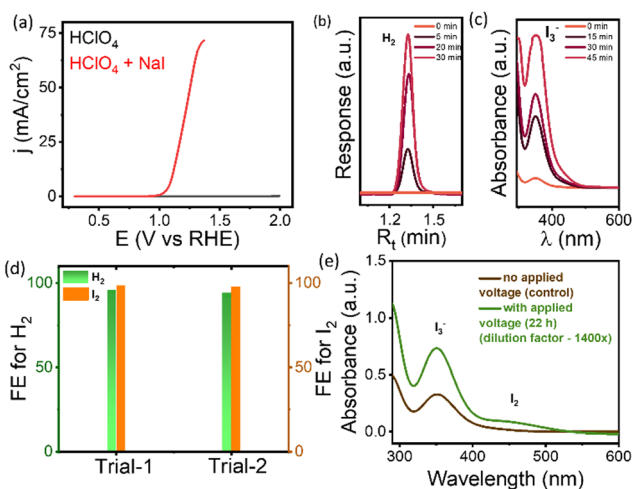 (a)
HClO₄
HClO₄ + NaI
75
50
25
0
j (mA/cm²)
0.5 1.0 1.5 2.0
E (V vs RHE)
(b)
H₂
0 min
5 min
20 min
30 min
Response (a.u.)
1.2 1.5
Rₜ (min)
(c)
I₃⁻
0 min
15 min
30 min
45 min
Absorbance (a.u.)
400 500 600
λ (nm)
(d)
H₂
I₂
100
50
0
FE for H₂
100
50
0
FE for I₂
Trial-1 Trial-2
(e)
no applied
voltage (control)
with applied
voltage (22 h)
(dilution factor - 1400x)
I₃⁻
I₂
1.5
1.0
0.5
0.0
Absorbance (a.u.)
300 400 500 600
Wavelength (nm)